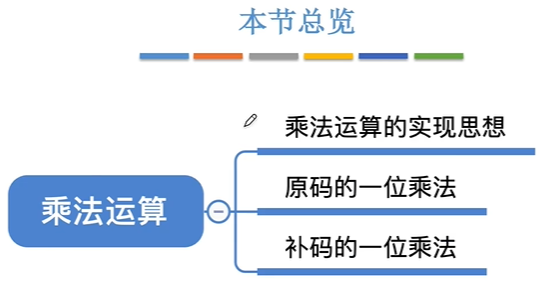 本节总览
乘法运算的实现思想
原码的一位乘法
乘法运算
补码的一位乘法